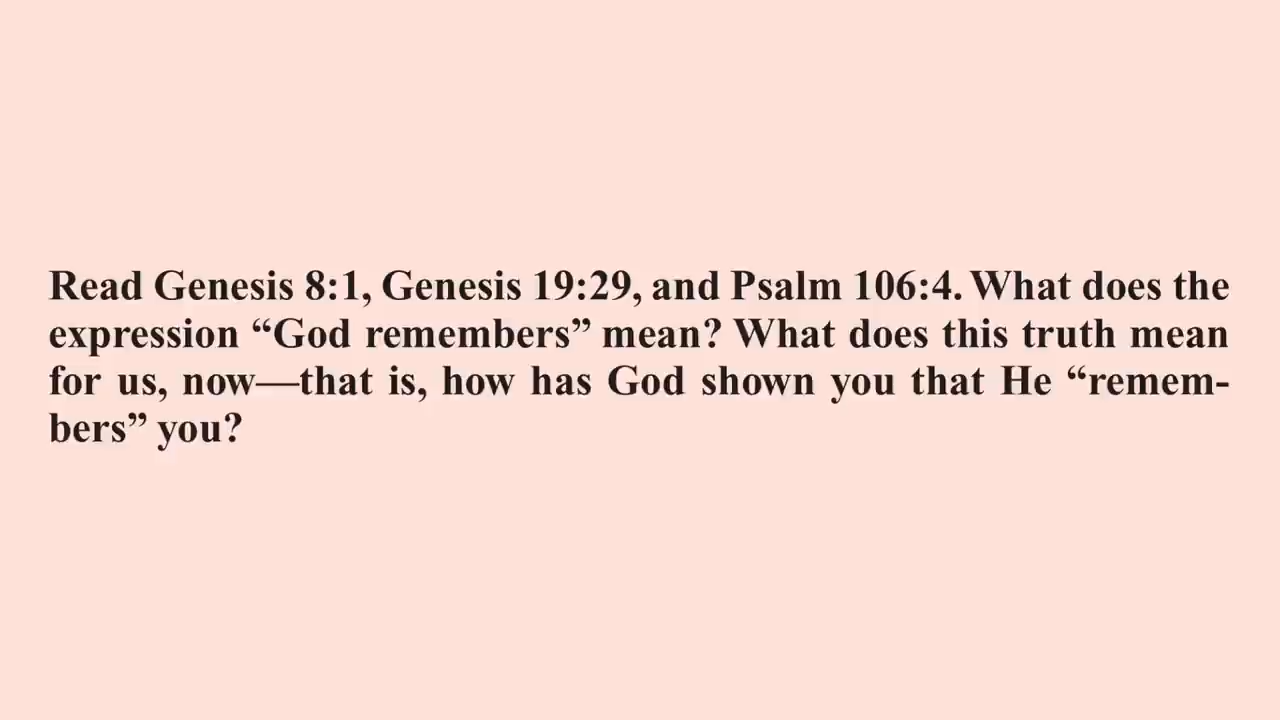 Read Genesis 8:1, Genesis 19:29, and Psalm 106:4. What does the
expression “God remembers” mean? What does this truth mean
for us, now—that is, how has God shown you that He “remem-
bers” you?